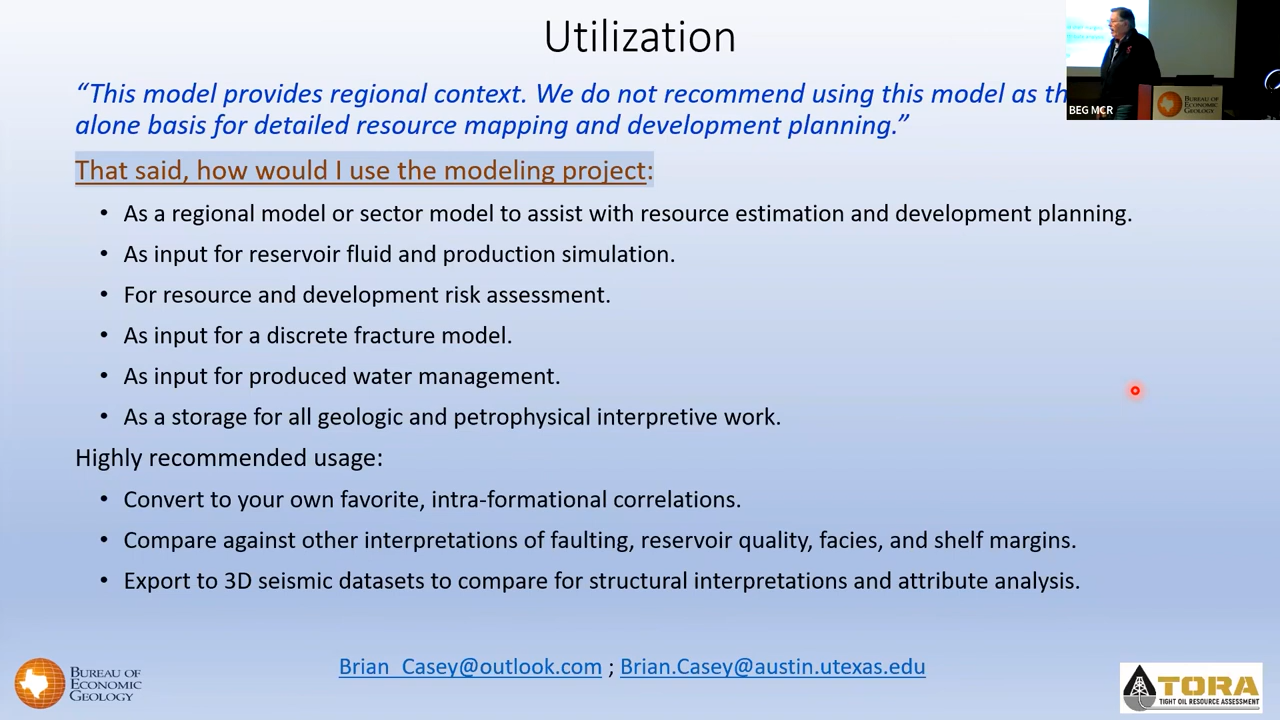 Utilization
“This model provides regional context. We do not recommend using this model as th
alone basis for detailed resource mapping and development planning.”
That said, how would I use the modeling project:
• As a regional model or sector model to assist with resource estimation and development planning.
• As input for reservoir fluid and production simulation.
• For resource and development risk assessment.
• As input for a discrete fracture model.
• As input for produced water management.
• As a storage for all geologic and petrophysical interpretive work.
Highly recommended usage:
• Convert to your own favorite, intra-formational correlations.
• Compare against other interpretations of faulting, reservoir quality, facies, and shelf margins.
• Export to 3D seismic datasets to compare for structural interpretations and attribute analysis.
Brian_Casey@outlook.com ; Brian.Casey@austin.utexas.edu
BUREAU OF
ECONOMIC
GEOLOGY
TORA
TIGHT OIL RESOURCE ASSESSMENT
BEG MCR
BUREAU OF
ECONOMIC
GEOLOGY